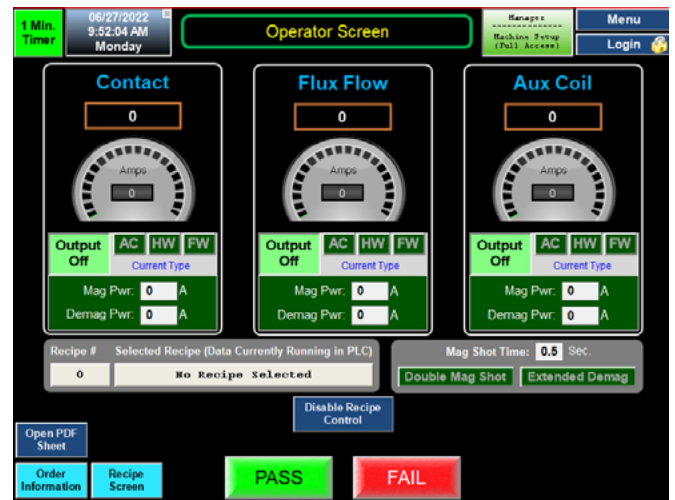 1 Min.
Timer
06/27/2022
9:52:04 AM
Monday
Operator Screen
Manager
Machine Setup
(Full Access)
Menu
Login
Contact
0
Amps
0
Output
Off
AC HW FW
Current Type
Mag Pwr: 0 A
Demag Pwr: 0 A
Flux Flow
0
Amps
0
Output
Off
AC HW FW
Current Type
Mag Pwr: 0 A
Demag Pwr: 0 A
Aux Coil
0
Amps
0
Output
Off
AC HW FW
Current Type
Mag Pwr: 0 A
Demag Pwr: 0 A
Recipe # Selected Recipe (Data Currently Running in PLC)
0 No Recipe Selected
Mag Shot Time: 0.5 Sec.
Double Mag Shot Extended Demag
Disable Recipe
Control
Open PDF
Sheet
Order
Information
Recipe
Screen
PASS
FAIL